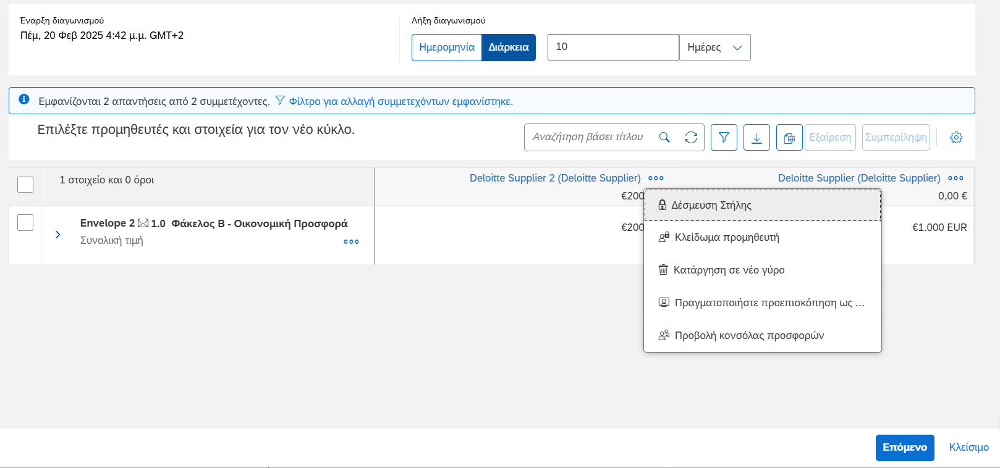 Έναρξη διαγωνισμού
Πέμ, 20 Φεβ 2025 4:42 μ.μ. GMT+2
Λήξη διαγωνισμού
Ημερομηνία Διάρκεια 10 Ημέρες
Εμφανίζονται 2 απαντήσεις από 2 συμμετέχοντες. Φίλτρο για αλλαγή συμμετεχόντων εμφανίστηκε.
Επιλέξτε προμηθευτές και στοιχεία για τον νέο κύκλο.
Αναζήτηση βάσει τίτλου
Εξαίρεση
Συμπερίληψη
1 στοιχείο και 0 όροι
Deloitte Supplier 2 (Deloitte Supplier)
€200
Deloitte Supplier (Deloitte Supplier)
0,00 €
Envelope 2 1.0 Φάκελος Β - Οικονομική Προσφορά
Συνολική τιμή
€200
€1.000 EUR
Δέσμευση Στήλης
Κλείδωμα προμηθευτή
Κατάργηση σε νέο γύρο
Πραγματοποιήστε προεπισκόπηση ως ...
Προβολή κονσόλας προσφορών
Επόμενο
Κλείσιμο